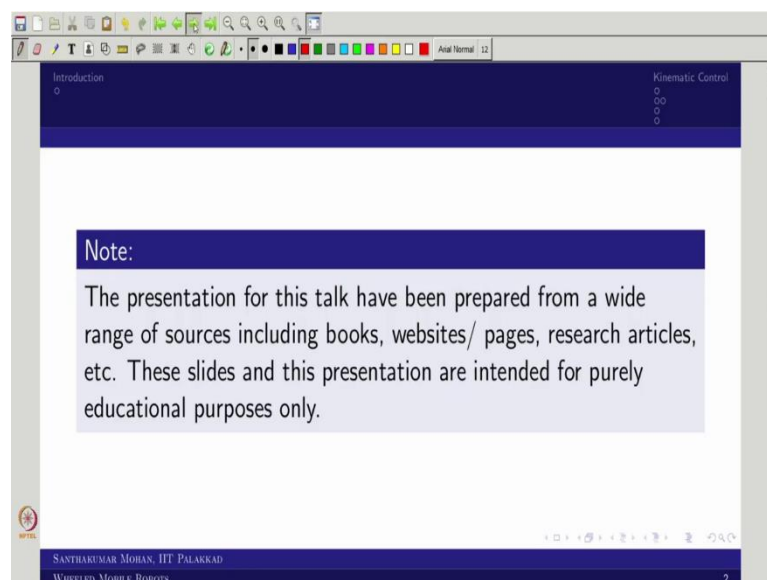 Arial Normal 12
Introduction
Kinematic Control
Note:
The presentation for this talk have been prepared from a wide
range of sources including books, websites/ pages, research articles,
etc. These slides and this presentation are intended for purely
educational purposes only.
NPTEL
SANTHAKUMAR MOHAN, IIT PALAKKAD
WHEELED MOBILE ROBOTS
2